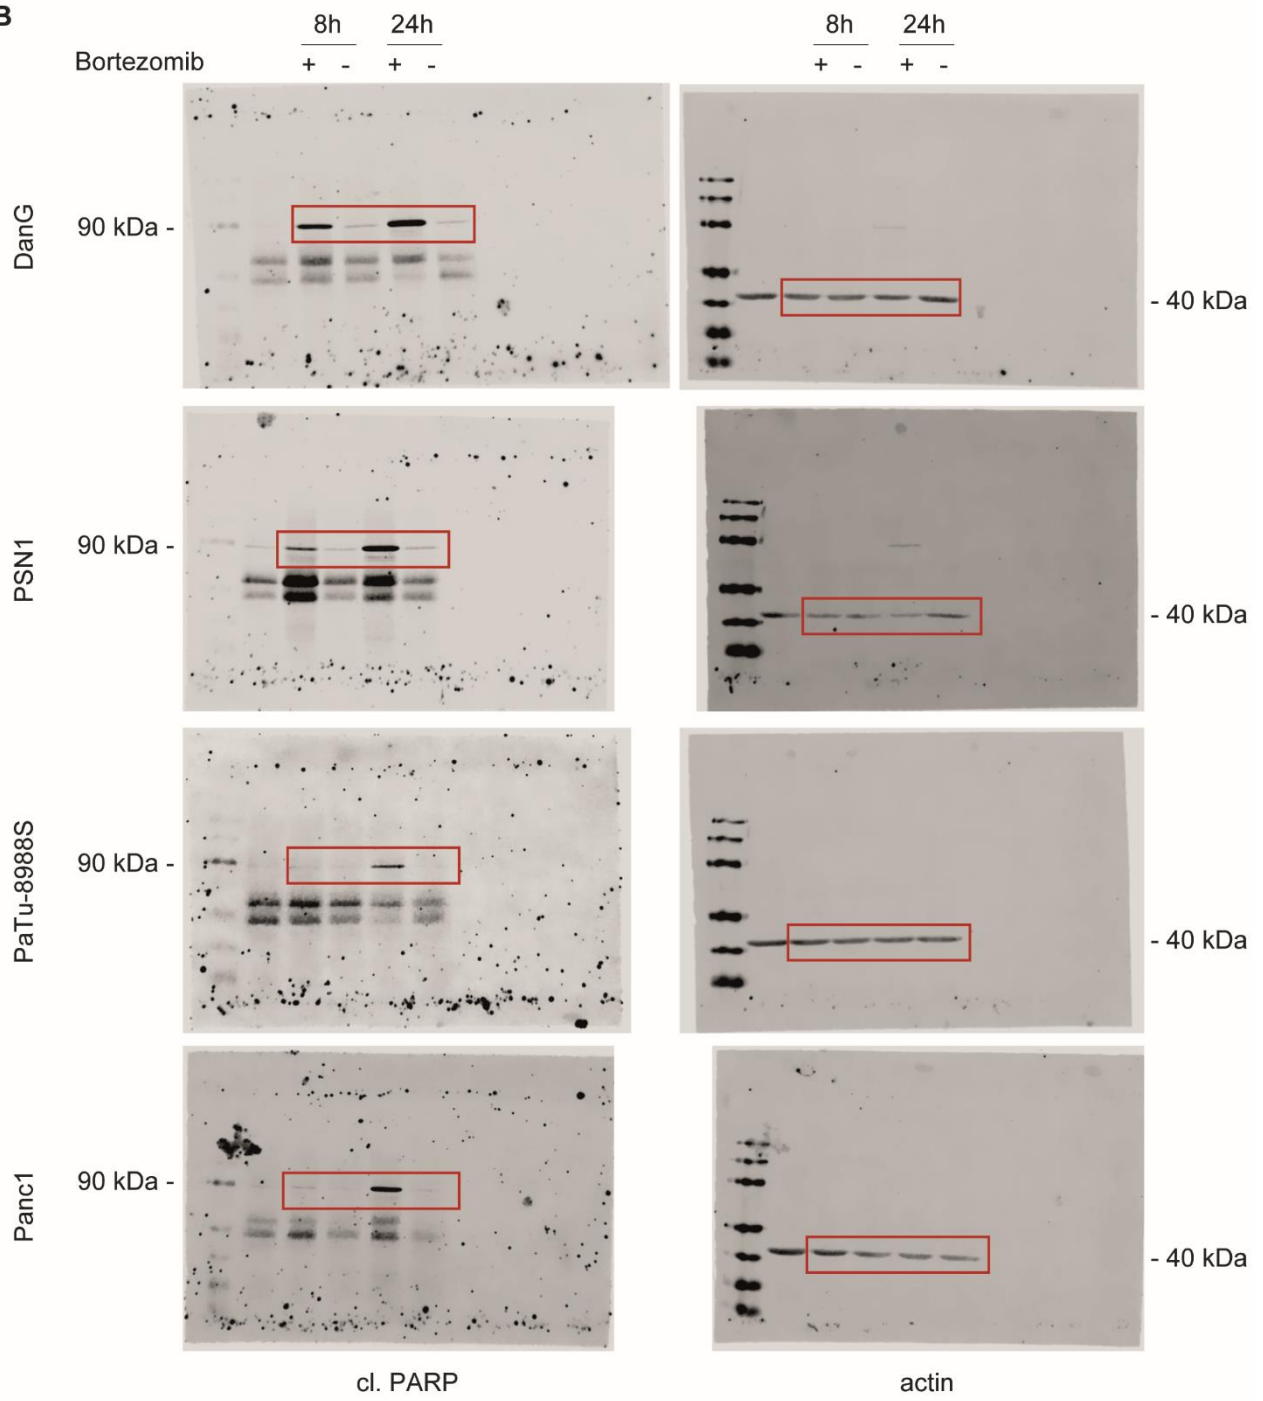 B
8h 24h 8h 24h
Bortezomib + - + - + - + -
DanG
90 kDa -
- 40 kDa
PSN1
90 kDa -
- 40 kDa
PaTu-8988S
90 kDa -
- 40 kDa
Panc1
90 kDa -
- 40 kDa
cl. PARP actin